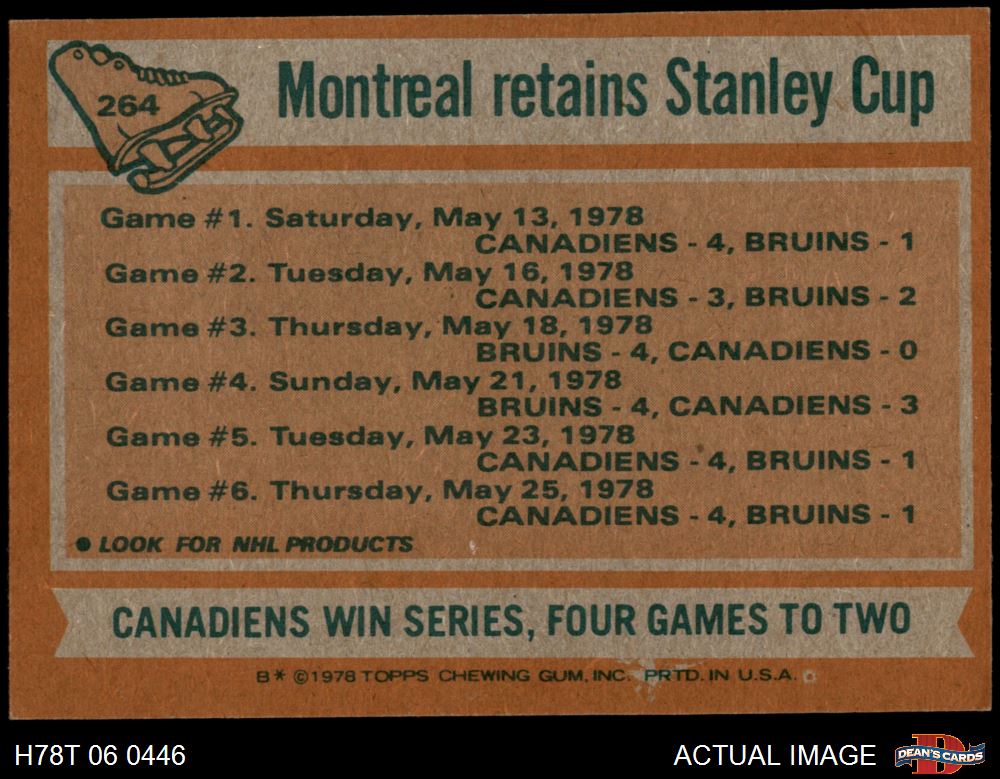 264
Montreal retains Stanley Cup
Game #1. Saturday, May 13, 1978
CANADIENS - 4, BRUINS - 1
Game #2. Tuesday, May 16, 1978
CANADIENS - 3, BRUINS - 2
Game #3. Thursday, May 18, 1978
BRUINS - 4, CANADIENS - 0
Game #4. Sunday, May 21, 1978
BRUINS - 4, CANADIENS - 3
Game #5. Tuesday, May 23, 1978
CANADIENS - 4, BRUINS - 1
Game #6. Thursday, May 25, 1978
CANADIENS - 4, BRUINS - 1
● LOOK FOR NHL PRODUCTS
CANADIENS WIN SERIES, FOUR GAMES TO TWO
B* ©1978 TOPPS CHEWING GUM, INC. PRTD. IN U.S.A.
H78T 06 0446
ACTUAL IMAGE
D
DEAN'S CARDS